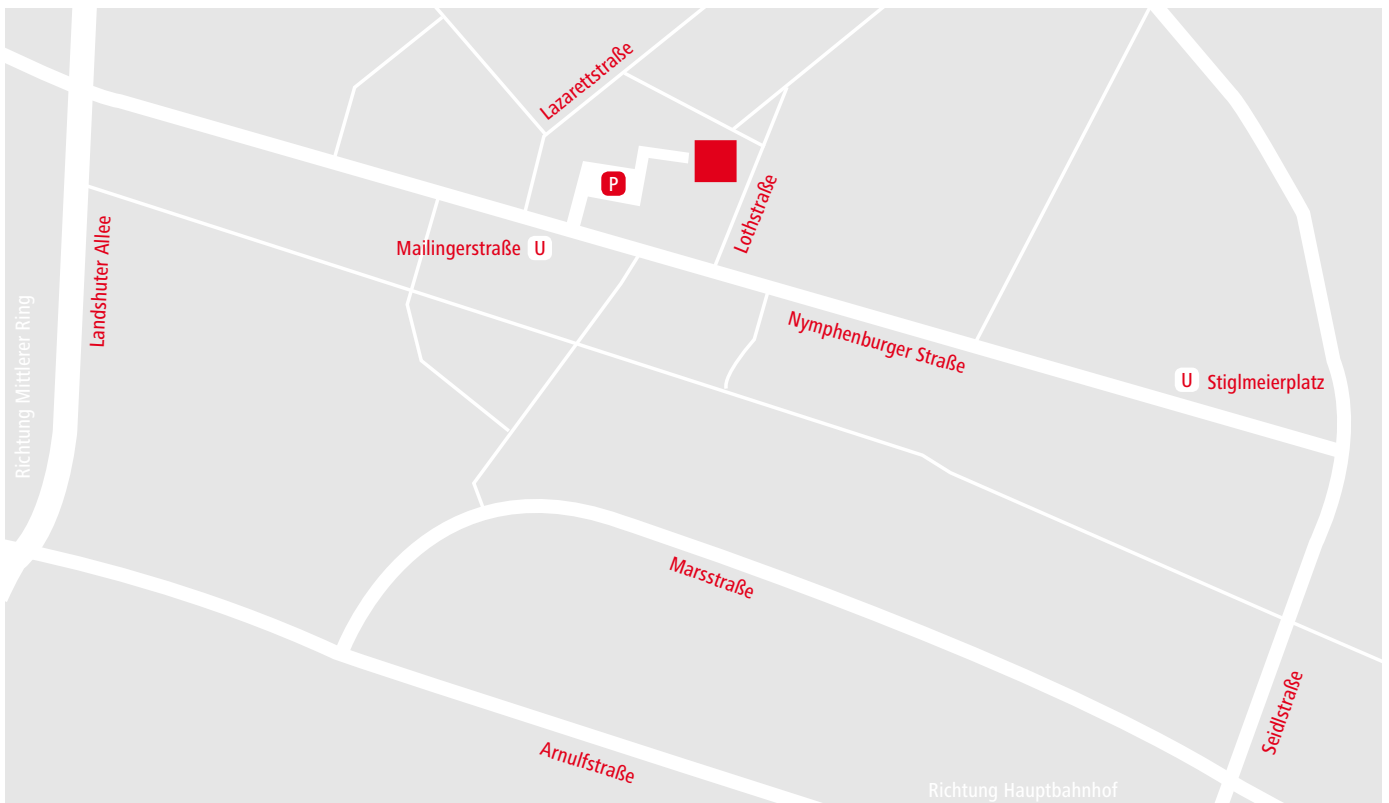 Lazarettstraße
P
Lothstraße
Mailingerstraße U
Landshuter Allee
Richtung Mittlerer Ring
Nymphenburger Straße
U Stiglmeierplatz
Marsstraße
Seidlstraße
Arnulfstraße
Richtung Hauptbahnhof